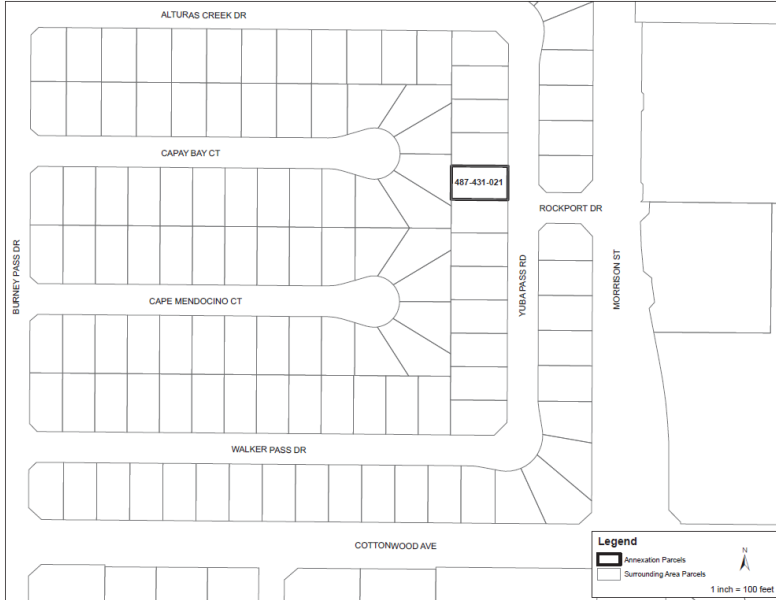 ALTURAS CREEK DR
CAPAY BAY CT
487-431-021
ROCKPORT DR
BURNEY PASS DR
CAPE MENDOCINO CT
YUBA PASS RD
MORRISON ST
WALKER PASS DR
COTTONWOOD AVE
Legend
Annexation Parcels
Surrounding Area Parcels
N
1 inch = 100 feet